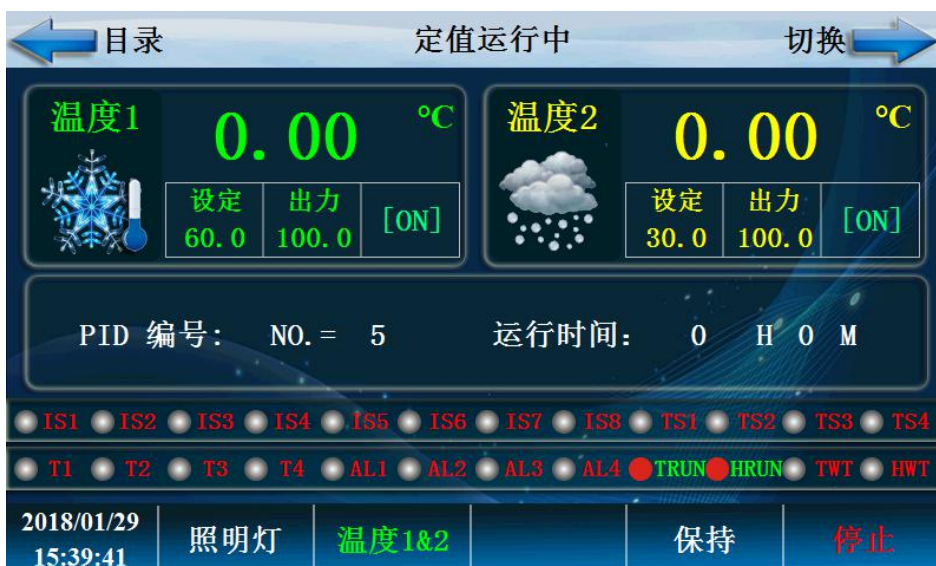 目录 定值运行中 切换
温度1 0.00 °C
设定 出力 [ON]
60.0 100.0
温度2 0.00 °C
设定 出力 [ON]
30.0 100.0
PID 编号: NO.= 5 运行时间: 0 H 0 M
IS1 IS2 IS3 IS4 IS5 IS6 IS7 IS8 TS1 TS2 TS3 TS4
T1 T2 T3 T4 AL1 AL2 AL3 AL4 TRUN HRUN TWT HWT
2018/01/29
15:39:41
照明灯 温度1&2 保持 停止